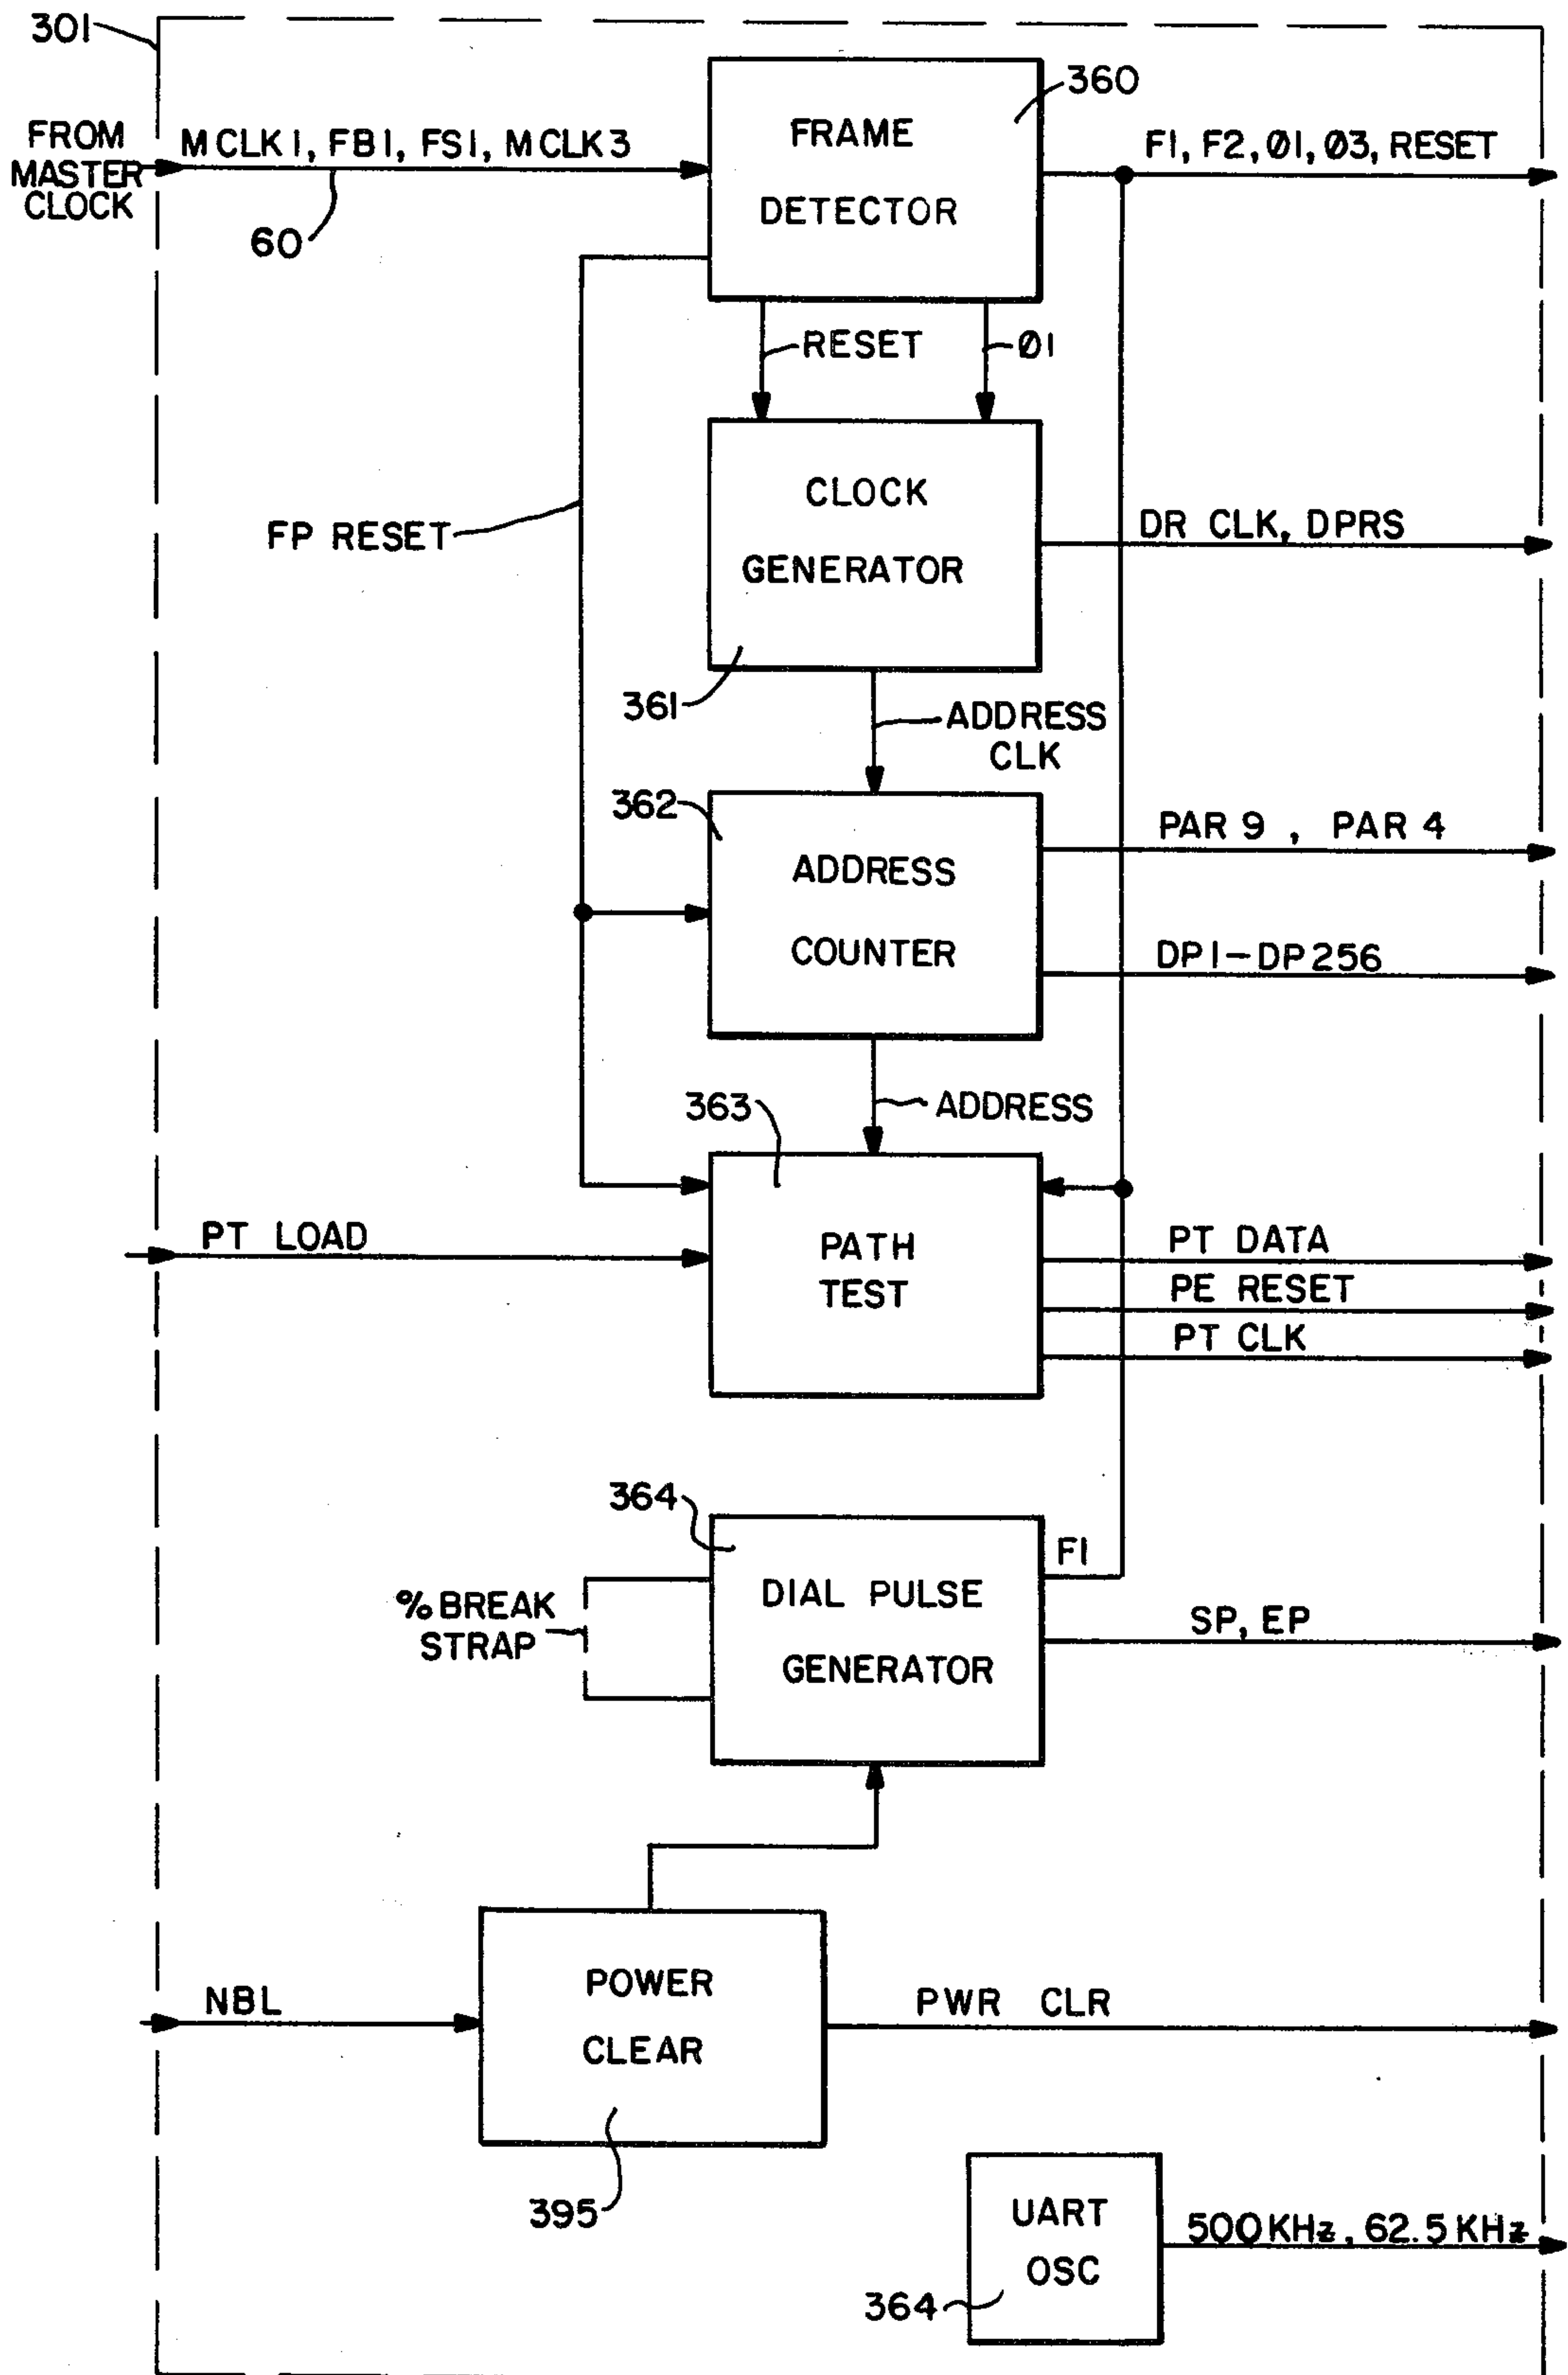 301
FROM
MASTER
CLOCK
MCLK1, FB1, FS1, MCLK3
60
FRAME
DETECTOR
360
F1, F2, Ø1, Ø3, RESET
RESET
Ø1
FP RESET
CLOCK
GENERATOR
361
DR CLK, DPRS
ADDRESS
CLK
362
ADDRESS
COUNTER
PAR 9 , PAR 4
DP1-DP256
363
ADDRESS
PT LOAD
PATH
TEST
PT DATA
PE RESET
PT CLK
364
DIAL PULSE
GENERATOR
F1
% BREAK
STRAP
SP, EP
NBL
POWER
CLEAR
PWR CLR
395
UART
OSC
364
500KHz, 62.5KHz